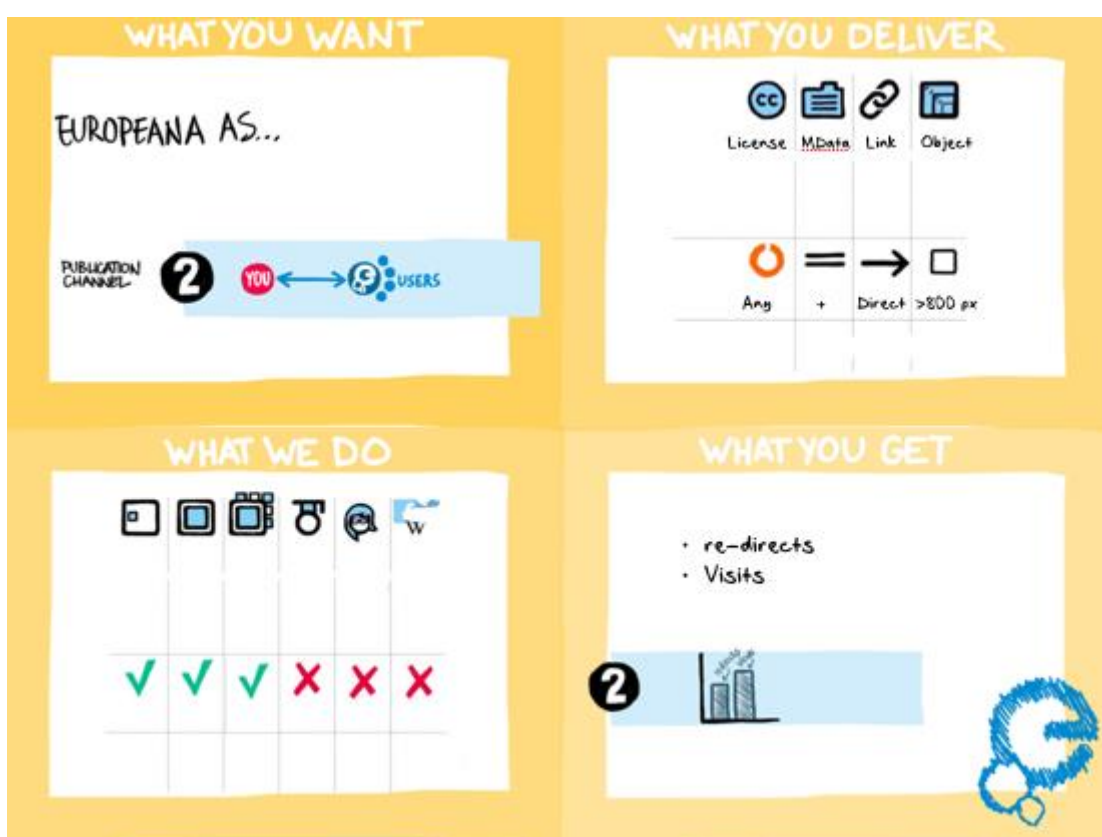 WHAT YOU WANT
EUROPEANA AS...
PUBLICATION
CHANNEL
2
YOU
USERS
WHAT YOU DELIVER
cc
License MData Link Object
Any + Direct >800 px
WHAT WE DO
W
WHAT YOU GET
· re-directs
· Visits
2